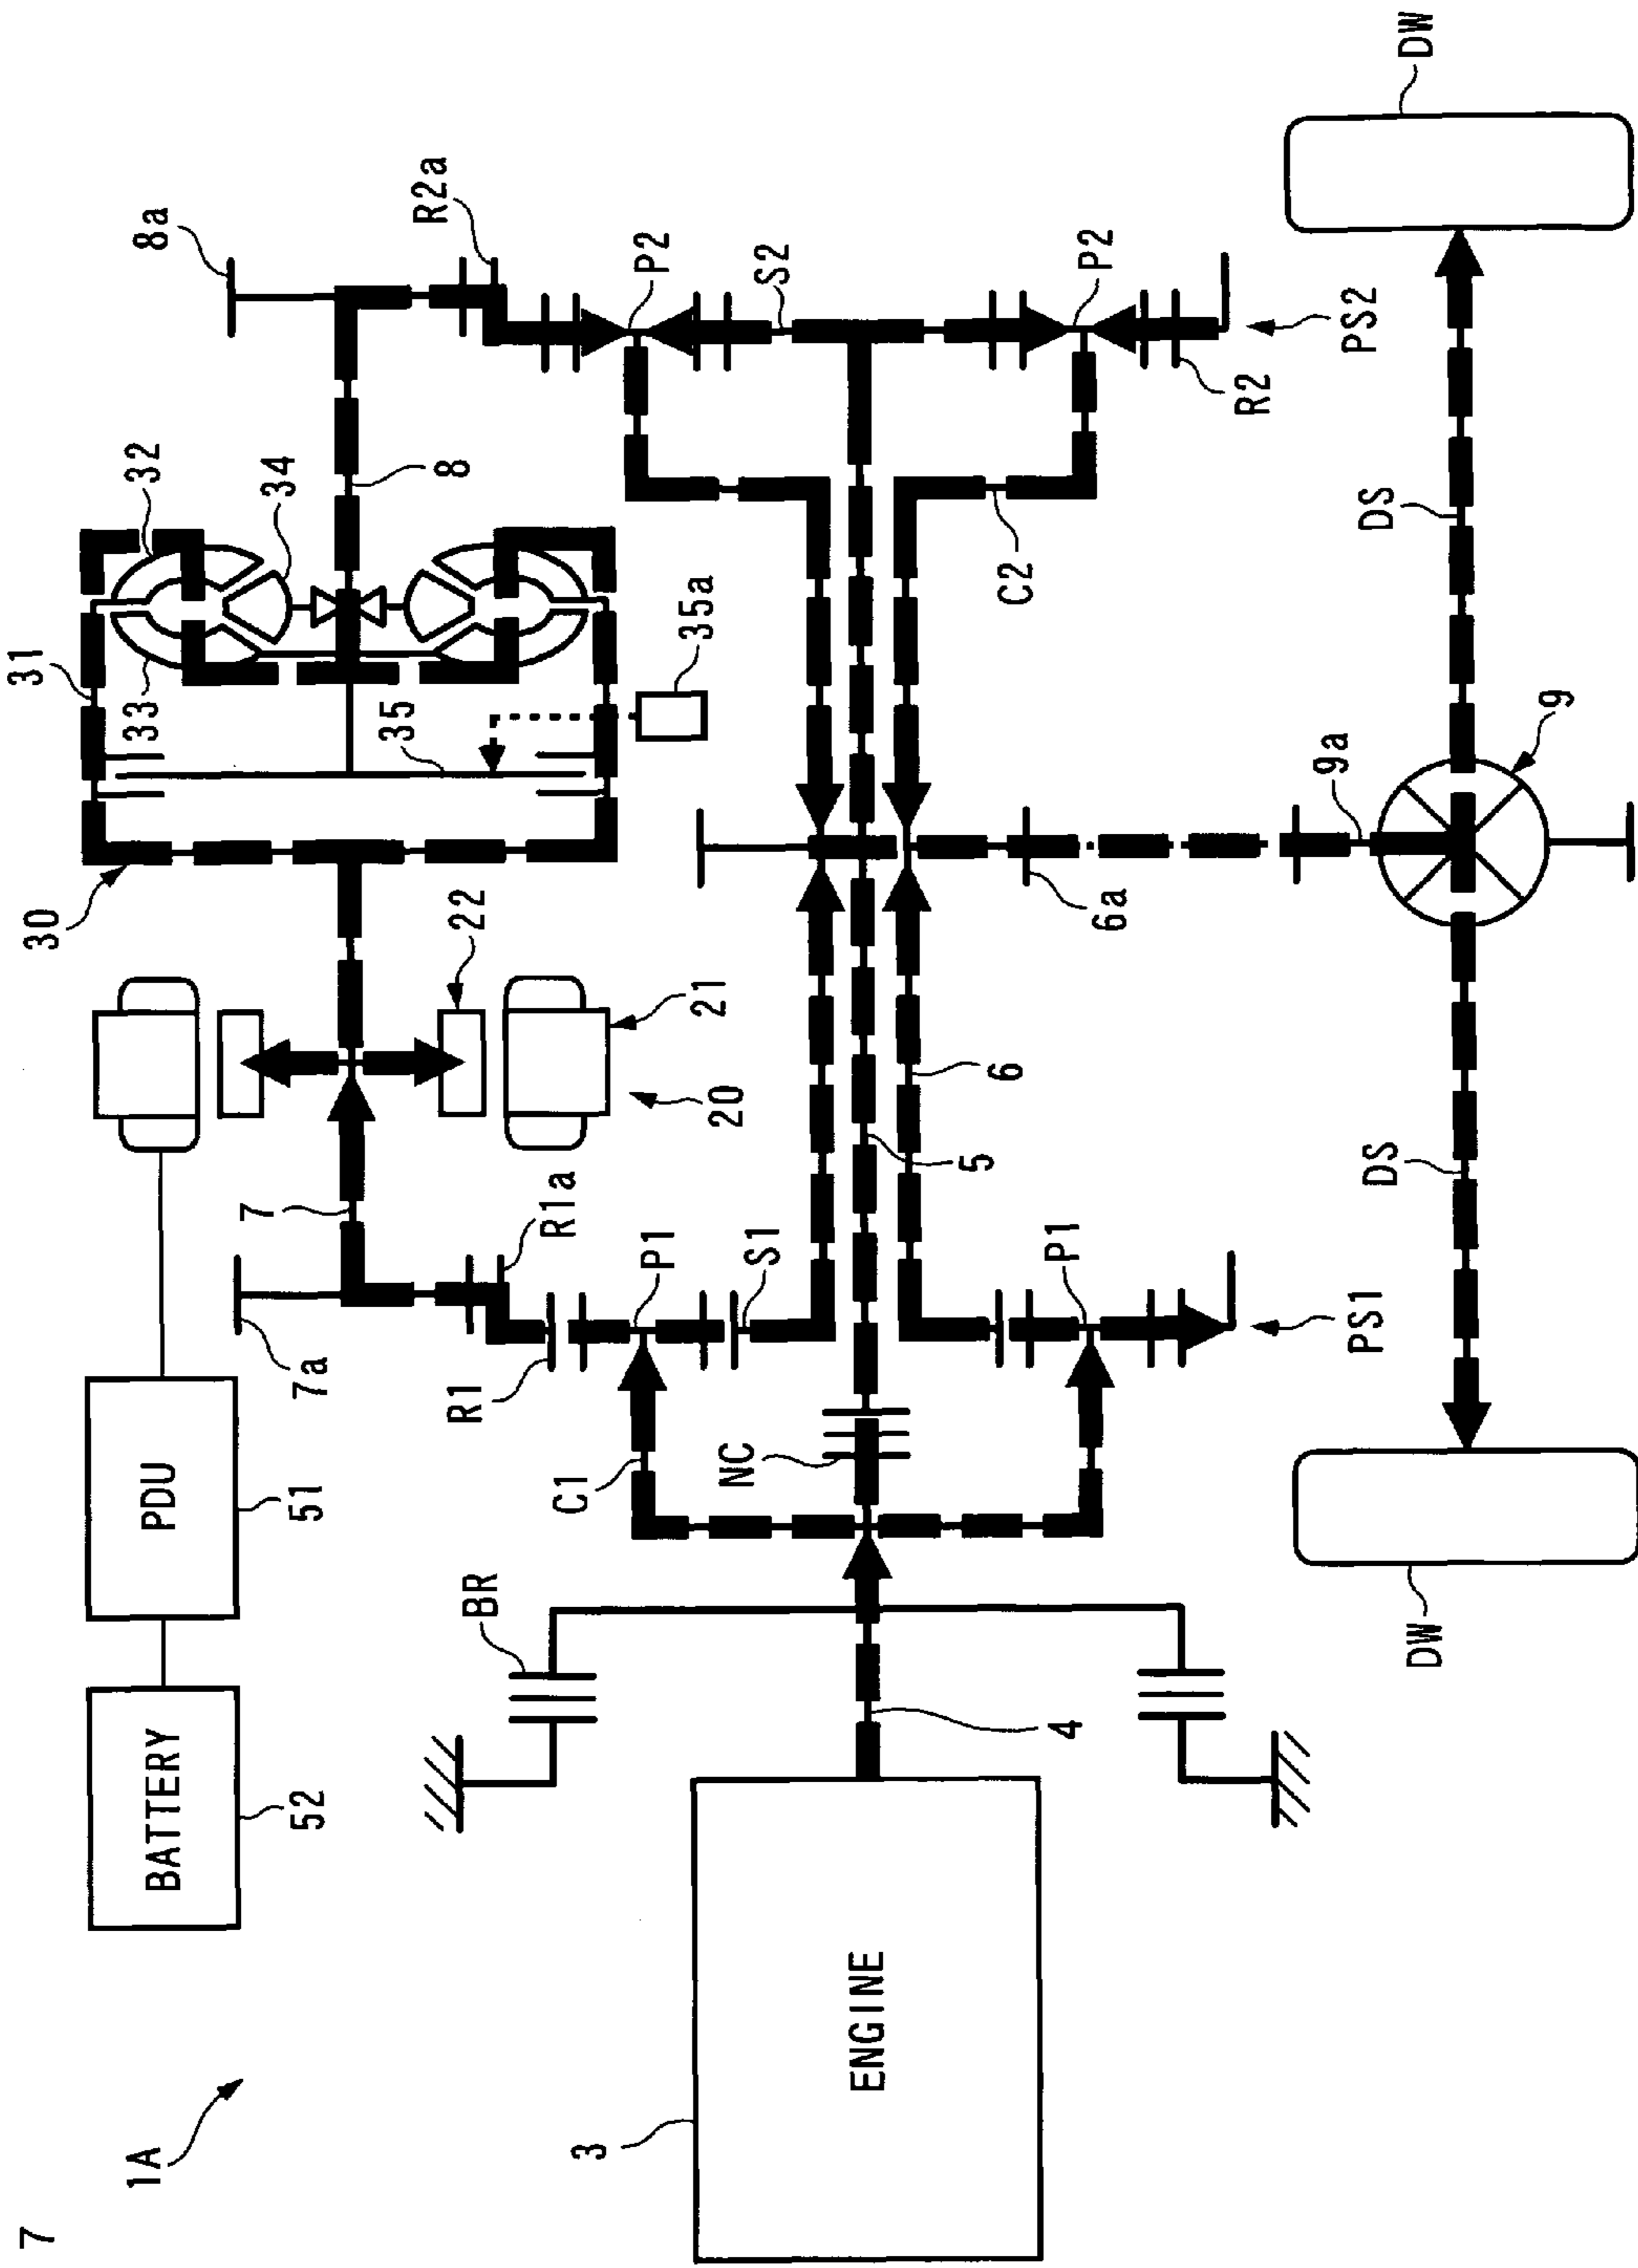 7
1A
BATTERY
52
PDU
51
7a
7
20
21
22
30
31
33
32
34
35
35a
8
8a
R2a
R1a
R1
P1
S1
P2
S2
P2
R2
PS2
C2
C1
NC
BR
3
ENGINE
4
5
6
6a
P1
PS1
9a
9
DS
DS
DW
DW